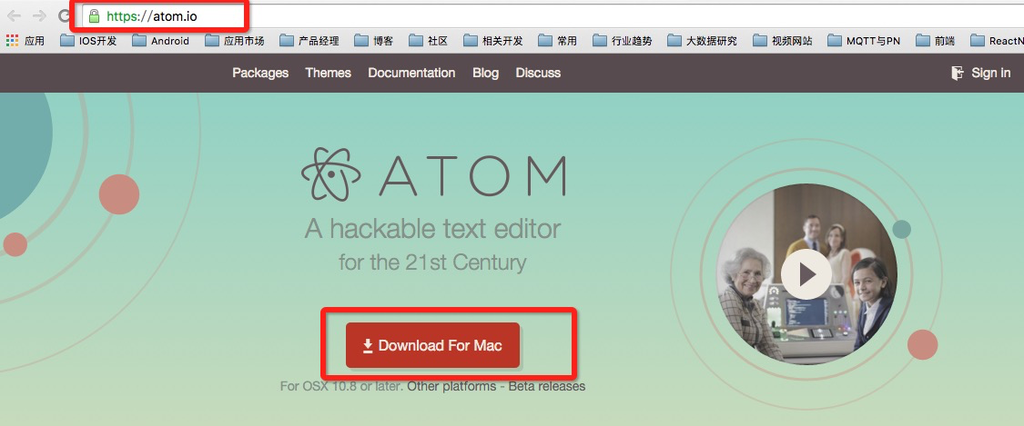 https://atom.io
应用 IOS开发 Android 应用市场 产品经理 博客 社区 相关开发 常用 行业趋势 大数据研究 视频网站 MQTT与PN 前端 ReactN
Packages Themes Documentation Blog Discuss Sign in
ATOM
A hackable text editor
for the 21st Century
Download For Mac
For OSX 10.8 or later. Other platforms - Beta releases